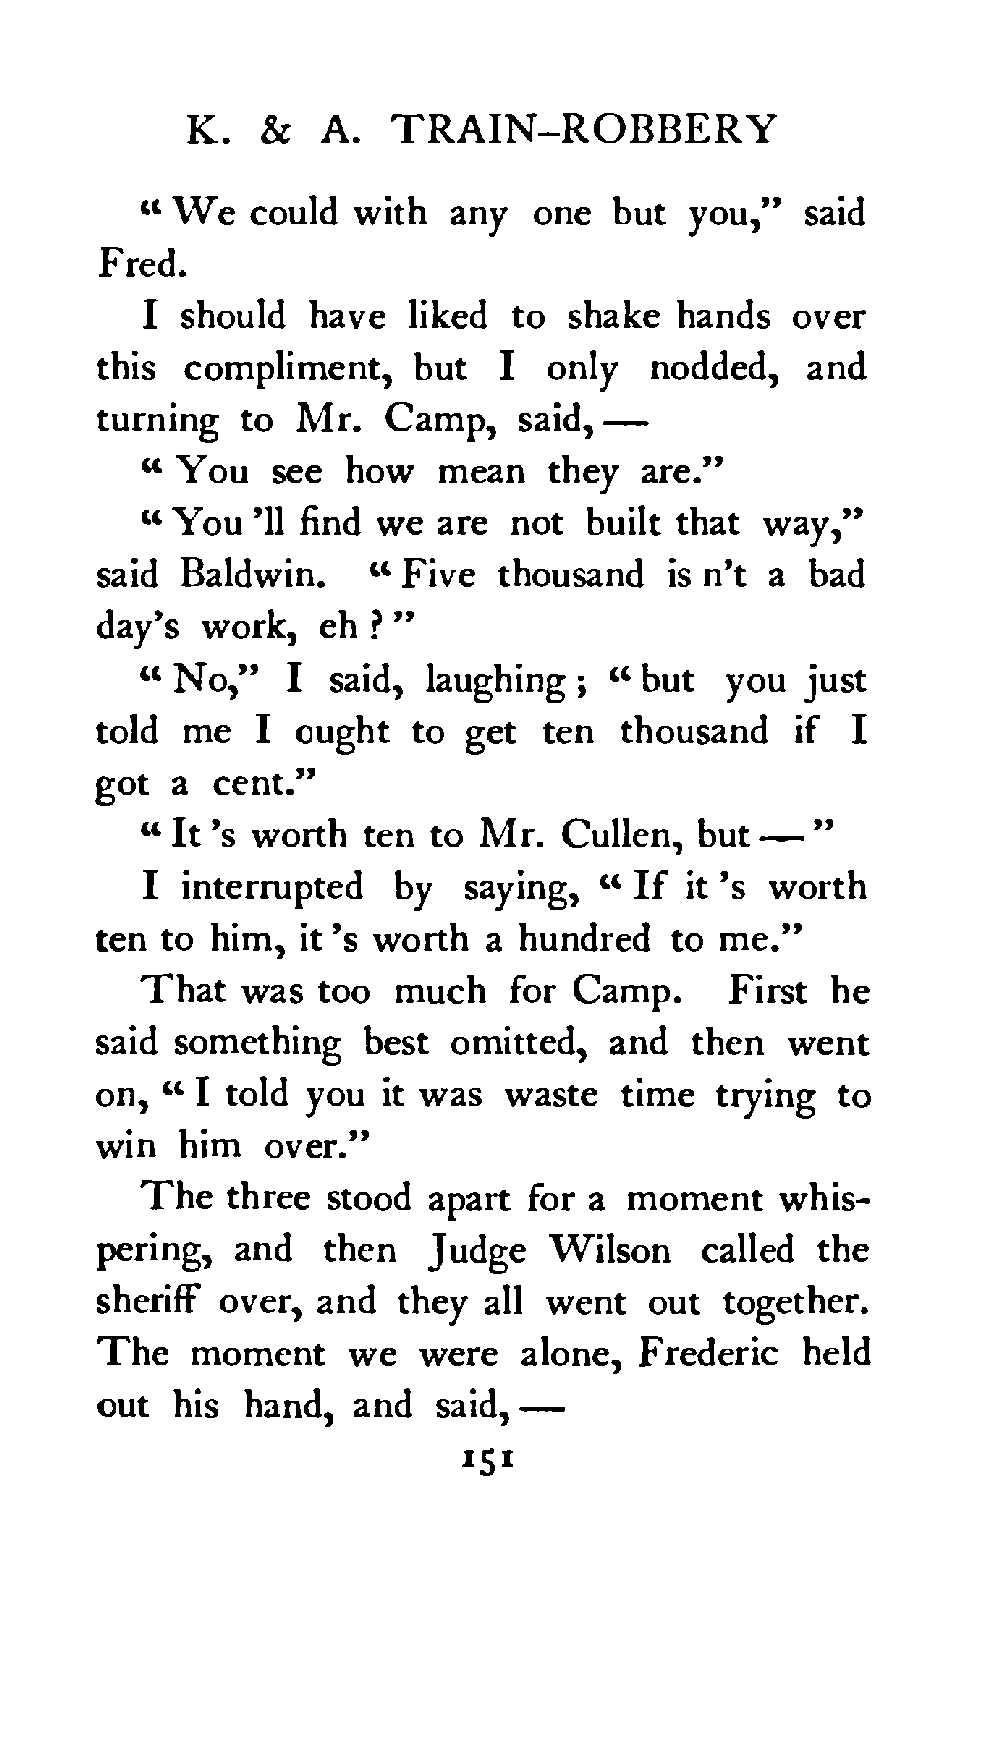 K. & A. TRAIN-ROBBERY
“ We could with any one but you,” said
Fred.
I should have liked to shake hands over
this compliment, but I only nodded, and
turning to Mr. Camp, said, —
“ You see how mean they are.”
“ You 'll find we are not built that way,”
said Baldwin. “ Five thousand is n't a bad
day's work, eh ? ”
“ No,” I said, laughing ; “ but you just
told me I ought to get ten thousand if I
got a cent.”
“ It 's worth ten to Mr. Cullen, but — ”
I interrupted by saying, “ If it 's worth
ten to him, it 's worth a hundred to me.”
That was too much for Camp. First he
said something best omitted, and then went
on, “ I told you it was waste time trying to
win him over.”
The three stood apart for a moment whis-
pering, and then Judge Wilson called the
sheriff over, and they all went out together.
The moment we were alone, Frederic held
out his hand, and said, —
151